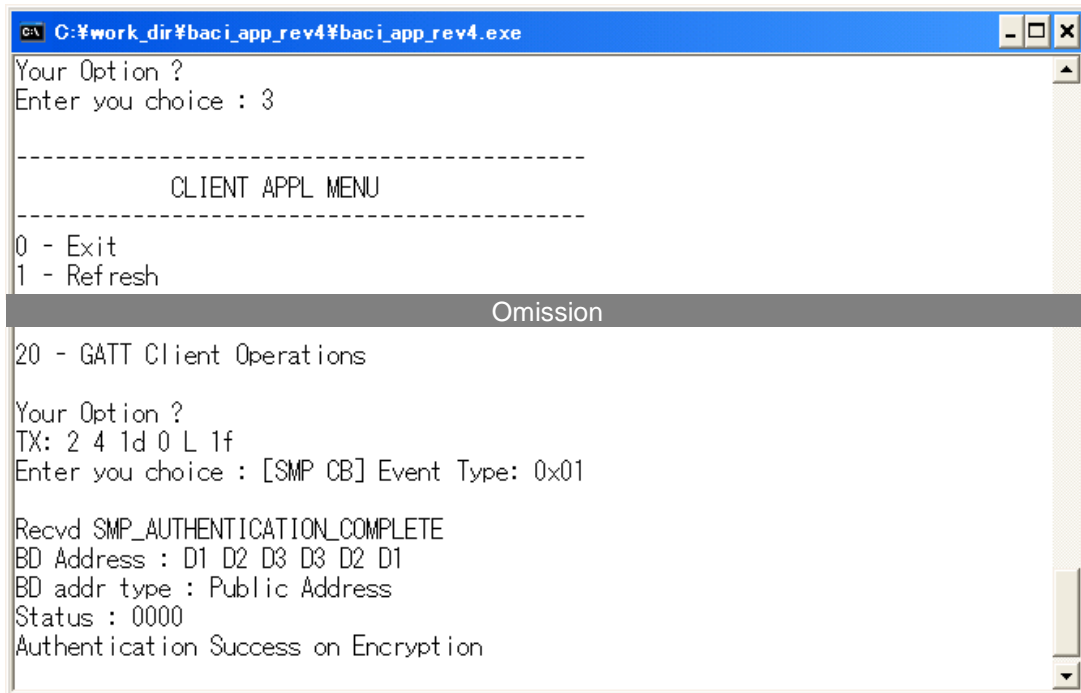 C:¥work_dir¥baci_app_rev4¥baci_app_rev4.exe
Your Option ?
Enter you choice : 3
--------------------------------------------
CLIENT APPL MENU
--------------------------------------------
0 - Exit
1 - Refresh
Omission
20 - GATT Client Operations
Your Option ?
TX: 2 4 1d 0 L 1f
Enter you choice : [SMP CB] Event Type: 0x01
Recvd SMP_AUTHENTICATION_COMPLETE
BD Address : D1 D2 D3 D3 D2 D1
BD addr type : Public Address
Status : 0000
Authentication Success on Encryption